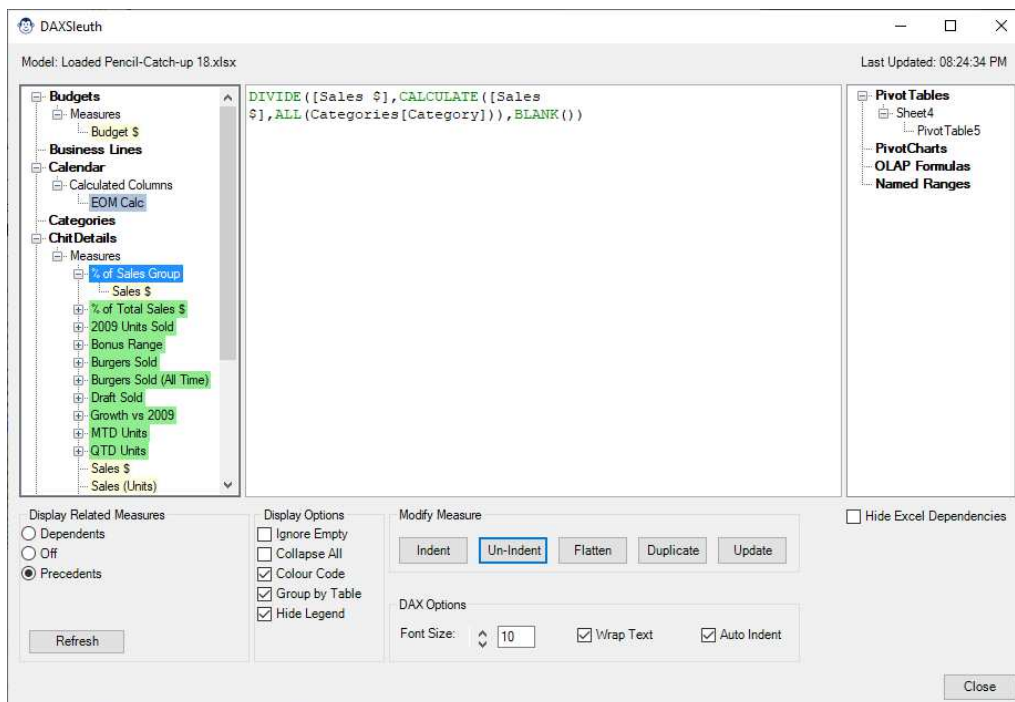 DAXSleuth
Model: Loaded Pencil-Catch-up 18.xlsx
Last Updated: 08:24:34 PM
Budgets
Measures
Budget $
Business Lines
Calendar
Calculated Columns
EOM Calc
Categories
ChitDetails
Measures
% of Sales Group
Sales $
% of Total Sales $
2009 Units Sold
Bonus Range
Burgers Sold
Burgers Sold (All Time)
Draft Sold
Growth vs 2009
MTD Units
QTD Units
Sales $
Sales (Units)
DIVIDE([Sales $],CALCULATE([Sales
$],ALL(Categories[Category])),BLANK())
PivotTables
Sheet4
PivotTable5
PivotCharts
OLAP Formulas
Named Ranges
Display Related Measures
Dependents
Off
Precedents
Refresh
Display Options
Ignore Empty
Collapse All
Colour Code
Group by Table
Hide Legend
Modify Measure
Indent
Un-Indent
Flatten
Duplicate
Update
DAX Options
Font Size:
10
Wrap Text
Auto Indent
Hide Excel Dependencies
Close